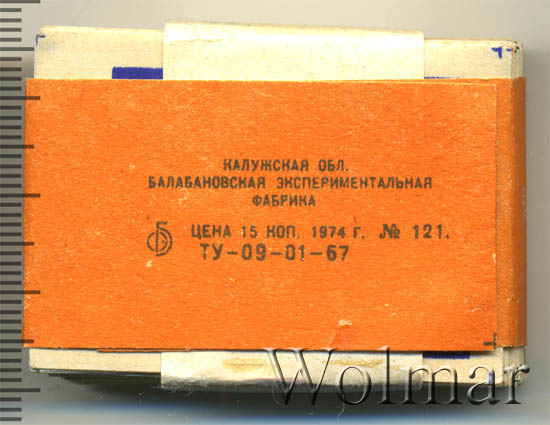 КАЛУЖСКАЯ ОБЛ.
БАЛАБАНОВСКАЯ ЭКСПЕРИМЕНТАЛЬНАЯ
ФАБРИКА
ЦЕНА 15 КОП. 1974 Г. № 121.
ТУ-09-01-67
Wolmar